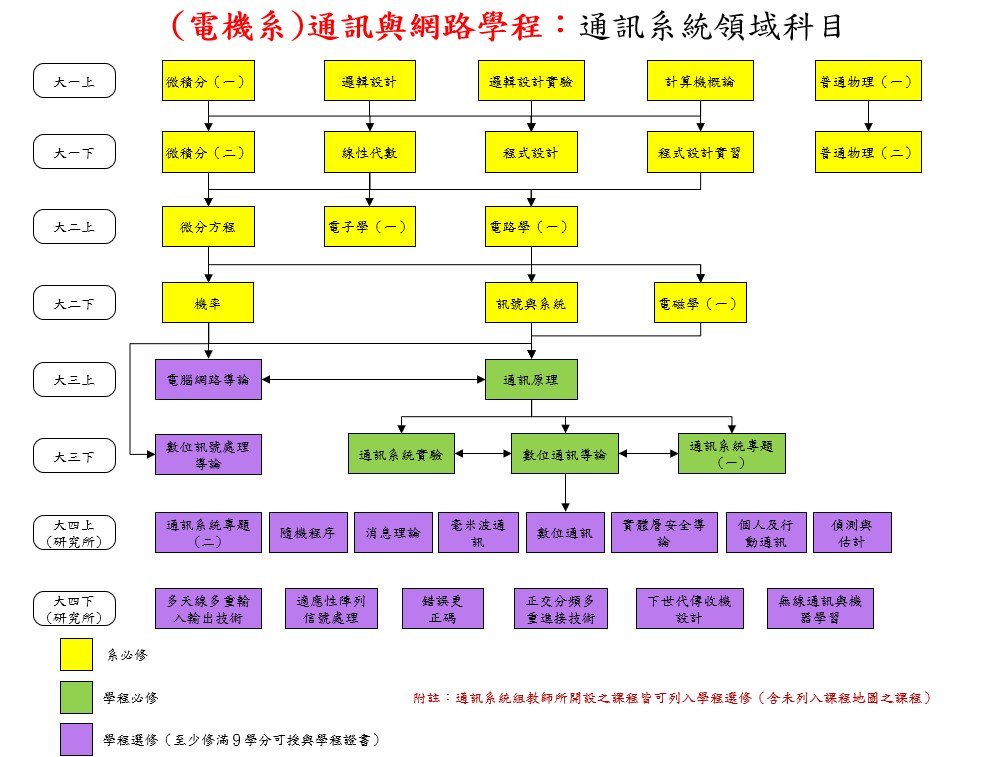 (電機系)通訊與網路學程：通訊系統領域科目
大一上
微積分（一）
邏輯設計
邏輯設計實驗
計算機概論
普通物理（一）
大一下
微積分（二）
線性代數
程式設計
程式設計實習
普通物理（二）
大二上
微分方程
電子學（一）
電路學（一）
大二下
機率
訊號與系統
電磁學（一）
大三上
電腦網路導論
通訊原理
大三下
數位訊號處理
導論
通訊系統實驗
數位通訊導論
通訊系統專題
（一）
大四上
（研究所）
通訊系統專題
（二）
隨機程序
消息理論
毫米波通
訊
數位通訊
實體層安全導
論
個人及行
動通訊
偵測與
估計
大四下
（研究所）
多天線多重輸
入輸出技術
適應性陣列
信號處理
錯誤更
正碼
正交分頻多
重進接技術
下世代傳收機
設計
無線通訊與機
器學習
系必修
學程必修
附註：通訊系統組教師所開設之課程皆可列入學程選修（含未列入課程地圖之課程）
學程選修（至少修滿９學分可授與學程證書）